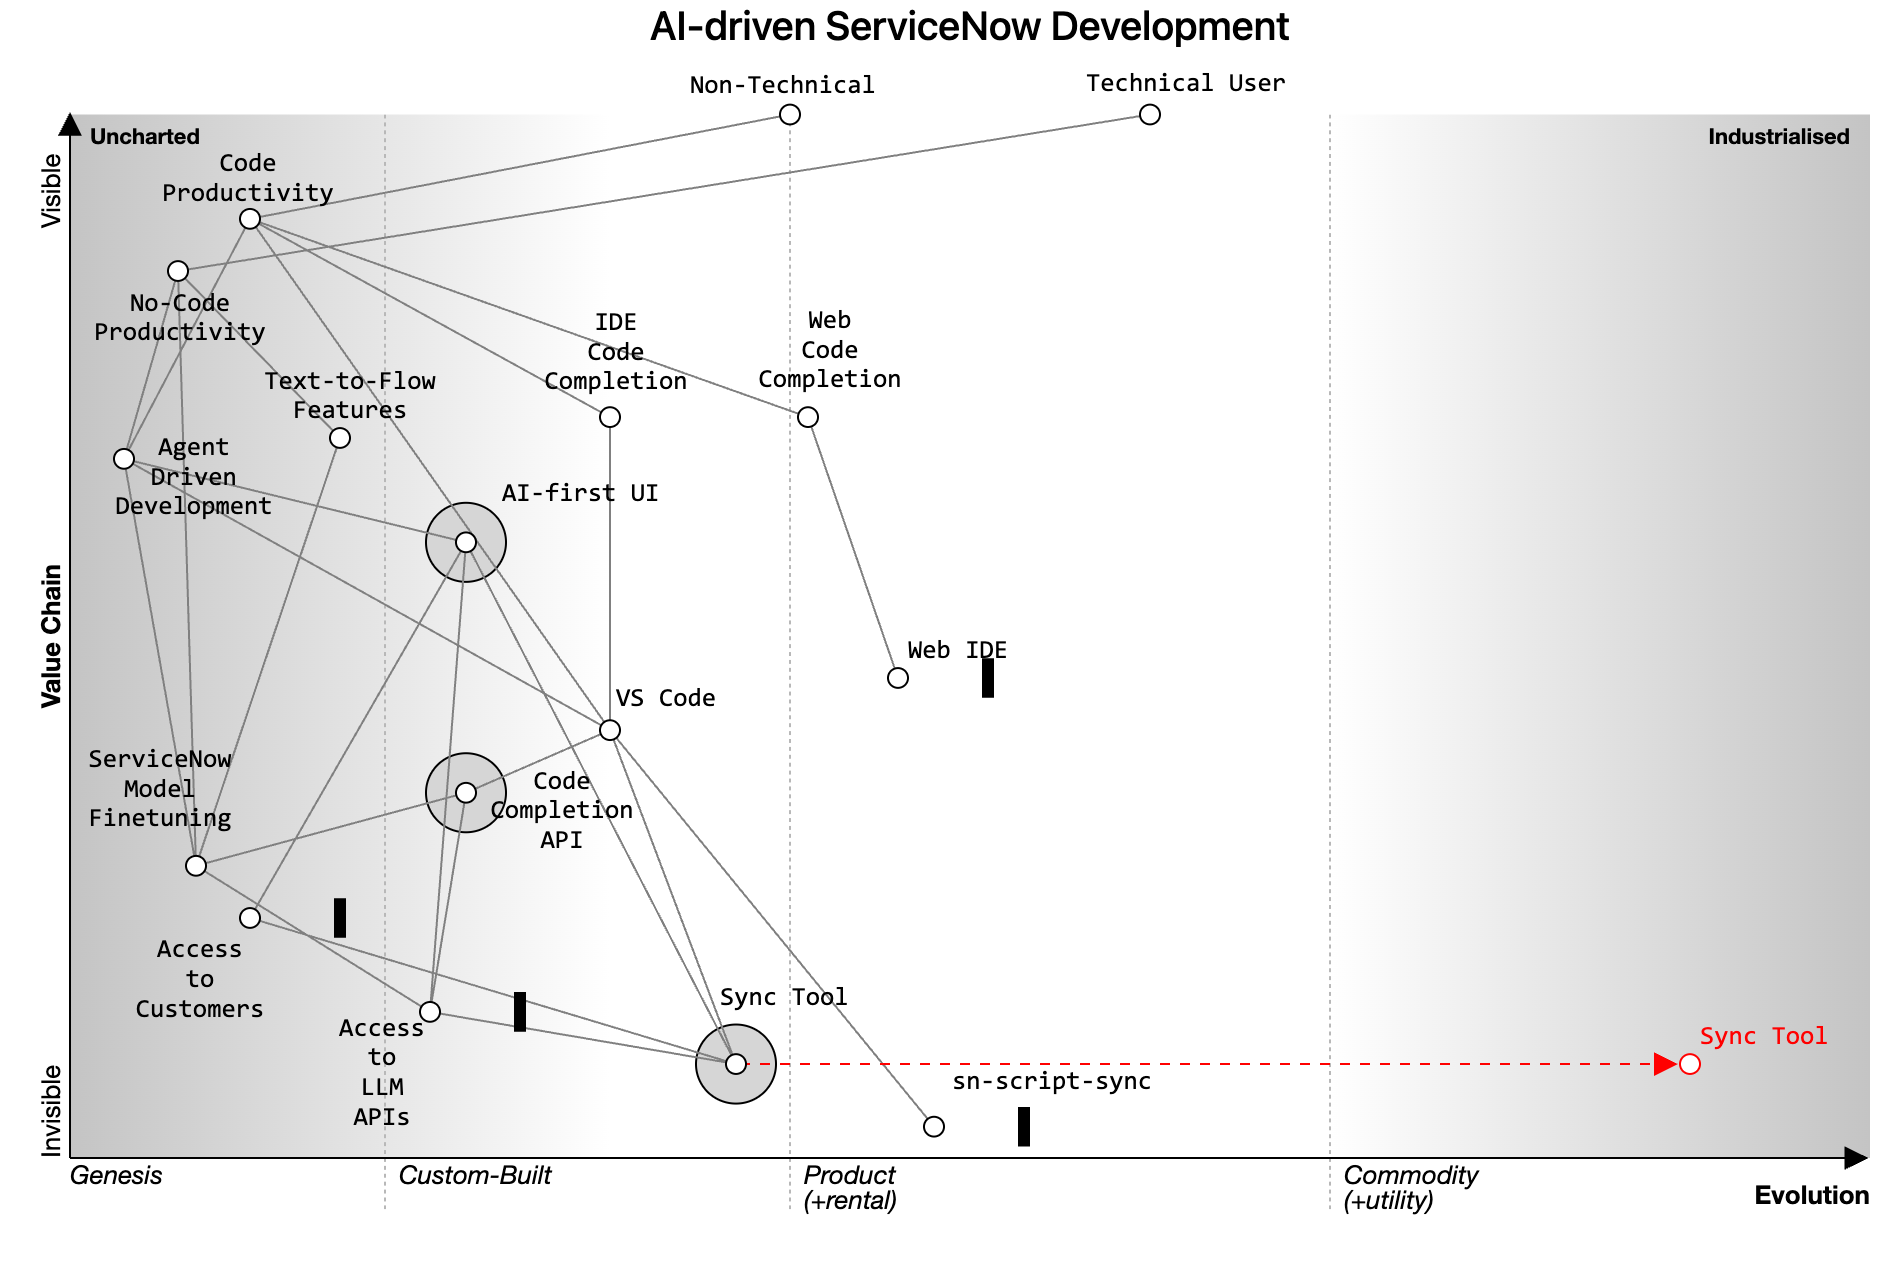 AI-driven ServiceNow Development
Non-Technical
Technical User
Uncharted
Industrialised
Visible
Code
Productivity
No-Code
Productivity
IDE
Code
Completion
Web
Code
Completion
Text-to-Flow
Features
Agent
Driven
Development
AI-first UI
Value Chain
Web IDE
VS Code
ServiceNow
Model
Finetuning
Code
Completion
API
Access
to
Customers
Access
to
LLM
APIs
Sync Tool
Sync Tool
sn-script-sync
Invisible
Genesis
Custom-Built
Product
(+rental)
Commodity
(+utility)
Evolution